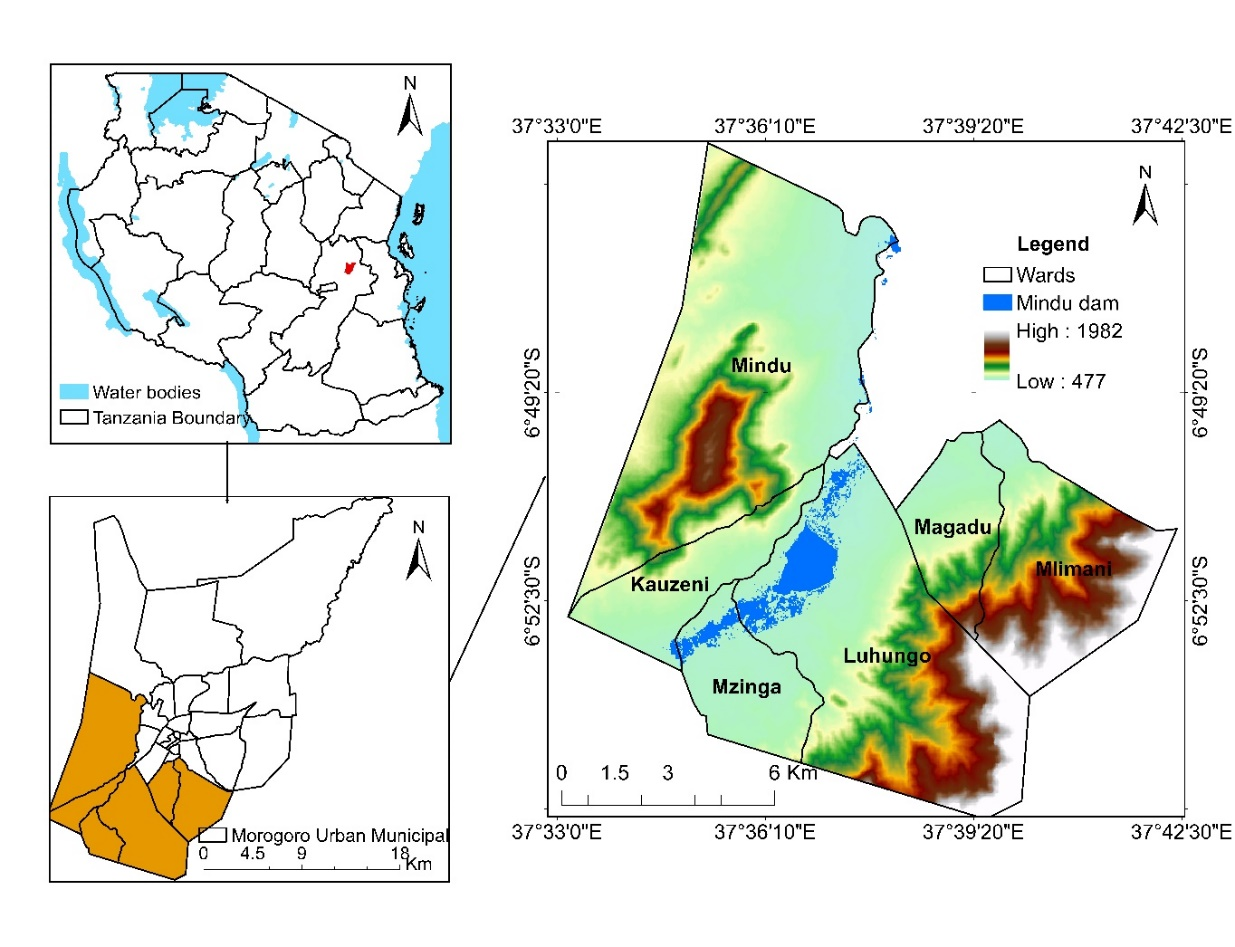 N
Water bodies
Tanzania Boundary
N
Morogoro Urban Municipal
0 4.5 9 18
Km
37°33'0"E 37°36'10"E 37°39'20"E 37°42'30"E
N
Legend
Wards
Mindu dam
High : 1982
Low : 477
6°49'20"S 6°49'20"S
6°52'30"S 6°52'30"S
Mindu
Magadu
Mlimani
Kauzeni
Luhungo
Mzinga
0 1.5 3 6 Km
37°33'0"E 37°36'10"E 37°39'20"E 37°42'30"E